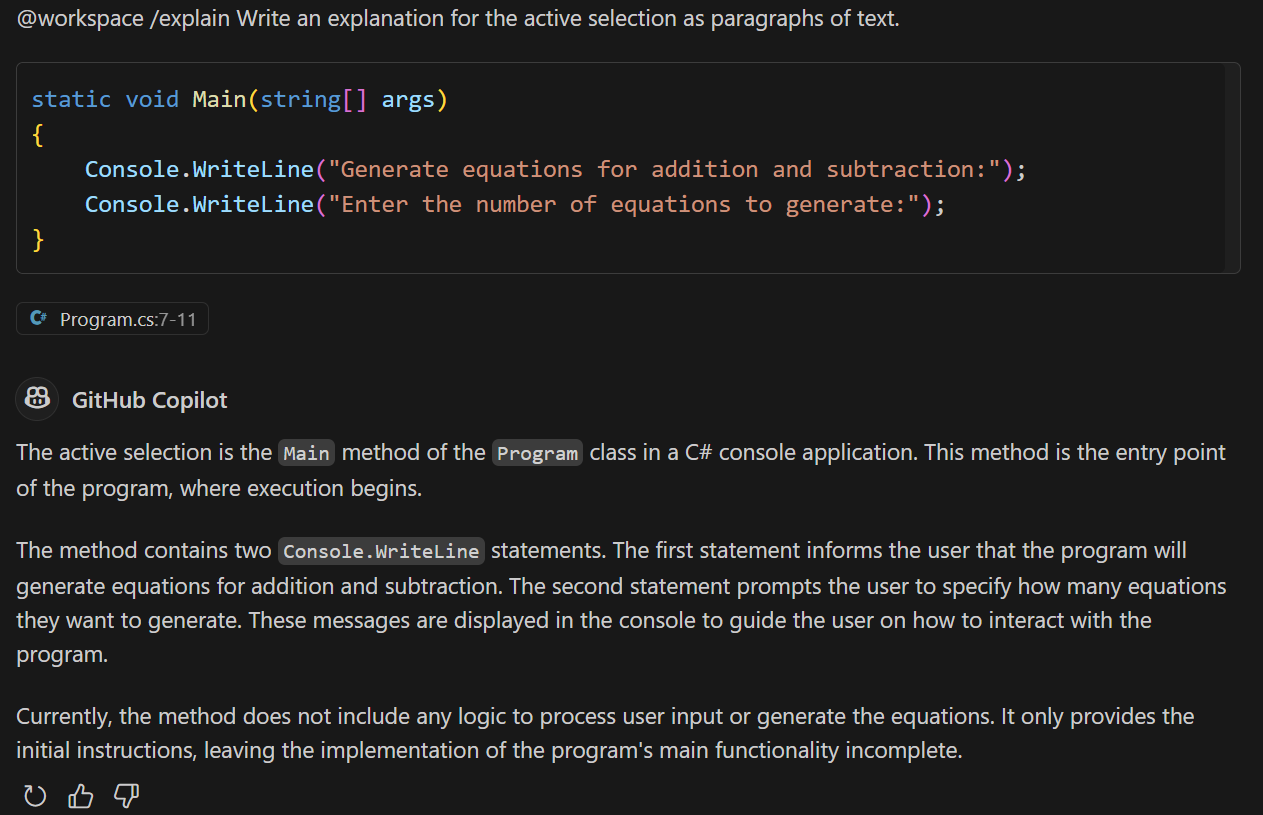 @workspace /explain Write an explanation for the active selection as paragraphs of text.
static void Main(string[] args)
{
    Console.WriteLine("Generate equations for addition and subtraction:");
    Console.WriteLine("Enter the number of equations to generate:");
}
C# Program.cs:7-11
GitHub Copilot
The active selection is the Main method of the Program class in a C# console application. This method is the entry point
of the program, where execution begins.
The method contains two Console.WriteLine statements. The first statement informs the user that the program will
generate equations for addition and subtraction. The second statement prompts the user to specify how many equations
they want to generate. These messages are displayed in the console to guide the user on how to interact with the
program.
Currently, the method does not include any logic to process user input or generate the equations. It only provides the
initial instructions, leaving the implementation of the program's main functionality incomplete.